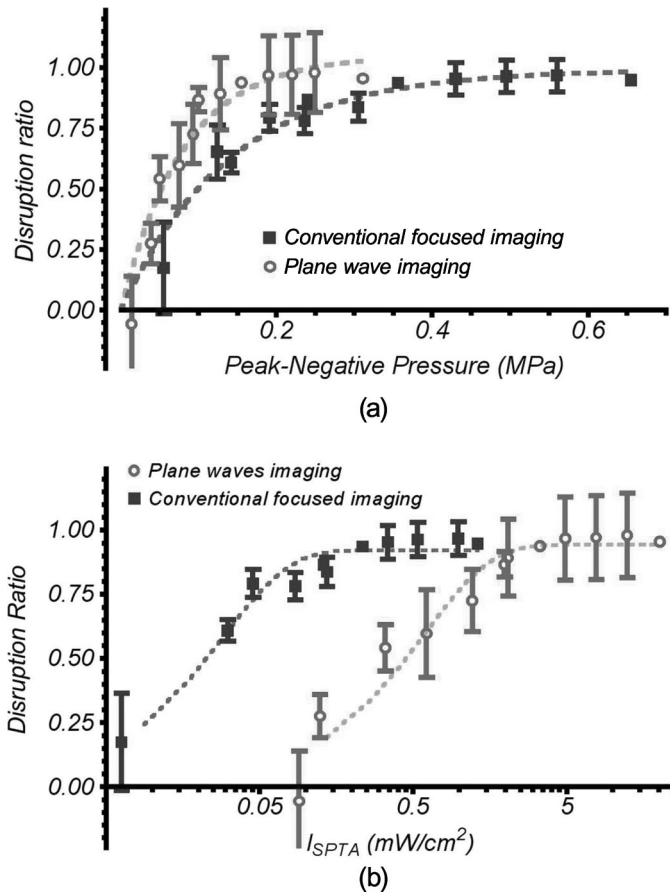 1.00
0.75
0.50
0.25
0.00
Disruption ratio
Conventional focused imaging
Plane wave imaging
0.2 0.4 0.6
Peak-Negative Pressure (MPa)
(a)
Plane waves imaging
Conventional focused imaging
1.00
0.75
0.50
0.25
0.00
Disruption Ratio
0.05 0.5 5
I_SPTA (mW/cm²)
(b)